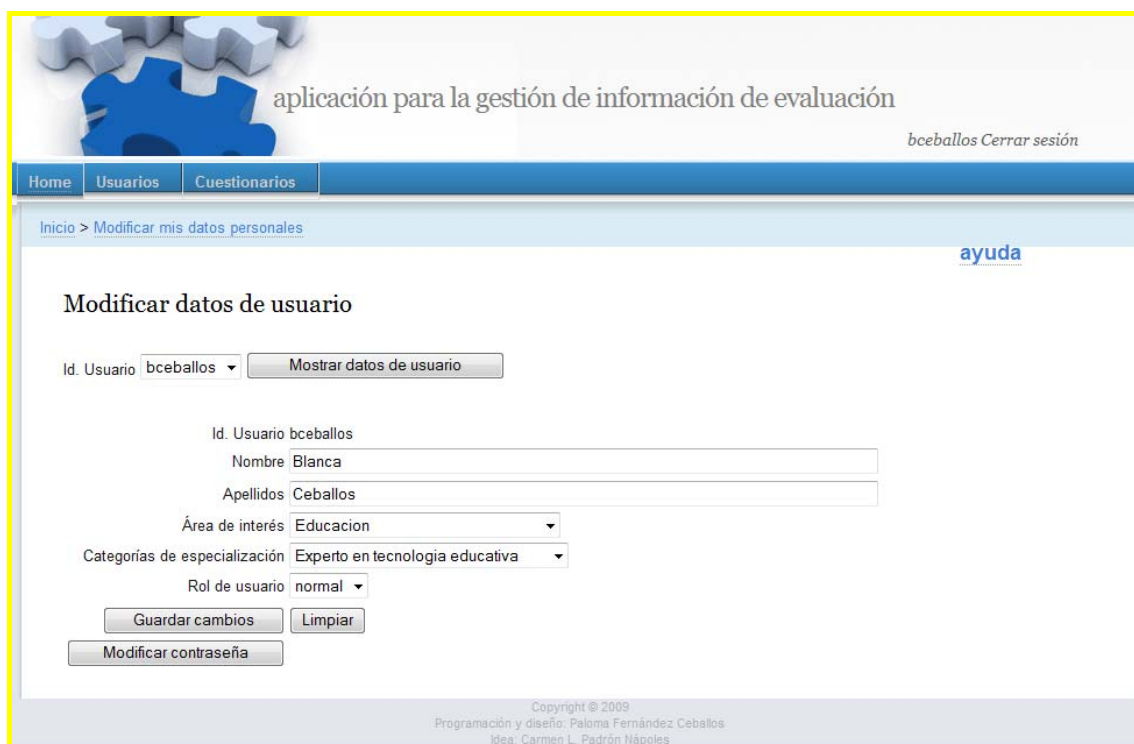 aplicación para la gestión de información de evaluación
bceballos Cerrar sesión
Home Usuarios Cuestionarios
Inicio > Modificar mis datos personales
ayuda
Modificar datos de usuario
Id. Usuario bceballos Mostrar datos de usuario
Id. Usuario bceballos
Nombre Blanca
Apellidos Ceballos
Área de interés Educacion
Categorías de especialización Experto en tecnologia educativa
Rol de usuario normal
Guardar cambios Limpiar
Modificar contraseña
Copyright © 2009
Programación y diseño: Paloma Fernández Ceballos
Idea: Carmen L. Padrón Nápoles